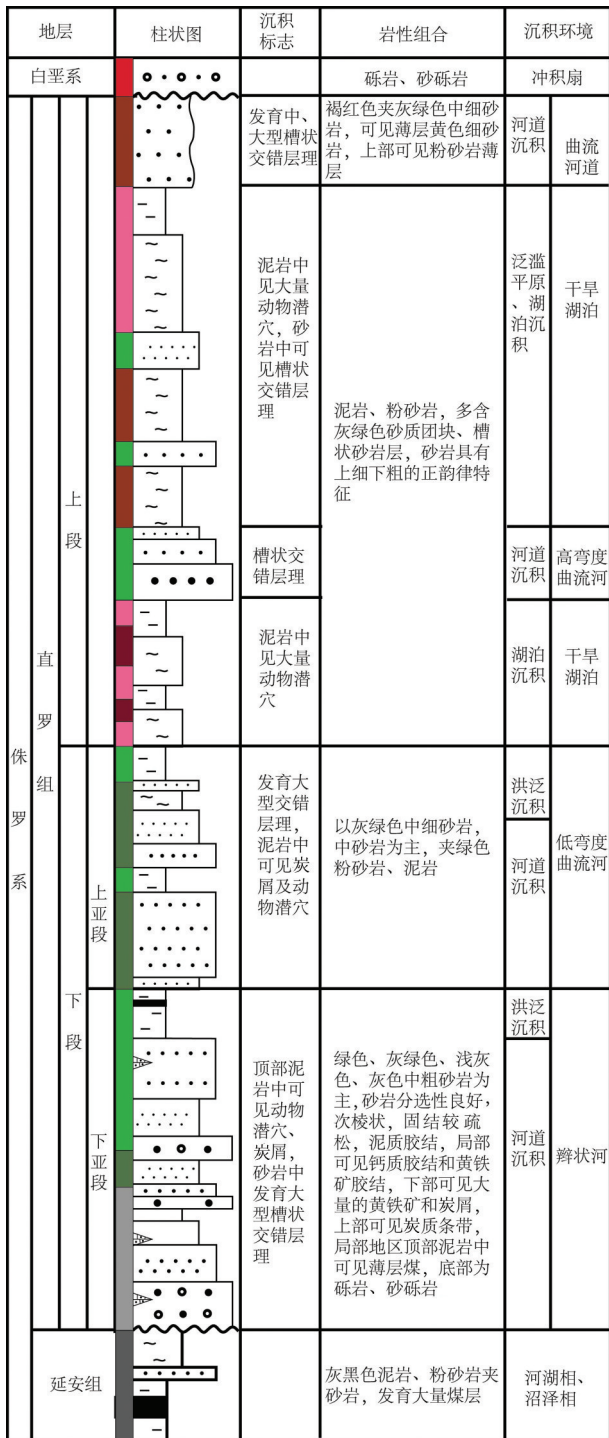 地层
柱状图
沉积
标志
岩性组合
沉积环境
白垩系
砾岩、砂砾岩
冲积扇
侏罗系
直罗组
上段
发育中、
大型槽状
交错层理
褐红色夹灰绿色中细砂
岩，可见薄层黄色细砂
岩，上部可见粉砂岩薄
层
河道
沉积
曲流
河道
泥岩中
见大量
动物潜
穴，砂
岩中可
见槽状
交错层
理
泥岩、粉砂岩，多含
灰绿色砂质团块、槽
状砂岩层，砂岩具有
上细下粗的正韵律特
征
泛滥
平原
、湖
泊沉
积
干旱
湖泊
槽状交
错层理
河道
沉积
高弯度
曲流河
泥岩中
见大量
动物潜
穴
湖泊
沉积
干旱
湖泊
下段
上亚段
发育大
型交错
层理，
泥岩中
可见炭
屑及动
物潜穴
以灰绿色中细砂岩，
中砂岩为主，夹绿色
粉砂岩、泥岩
洪泛
沉积
河道
沉积
低弯度
曲流河
下亚段
顶部泥
岩中可
见动物
潜穴、
炭屑，
砂岩中
发育大
型槽状
交错层
理
绿色、灰绿色、浅灰
色、灰色中粗砂岩为
主,砂岩分选性良好，
次棱状，固结较疏
松，泥质胶结，局部
可见钙质胶结和黄铁
矿胶结，下部可见大
量的黄铁矿和炭屑，
上部可见炭质条带，
局部地区顶部泥岩中
可见薄层煤，底部为
砾岩、砂砾岩
洪泛
沉积
河道
沉积
辫状河
延安组
灰黑色泥岩、粉砂岩夹
砂岩，发育大量煤层
河湖相、
沼泽相